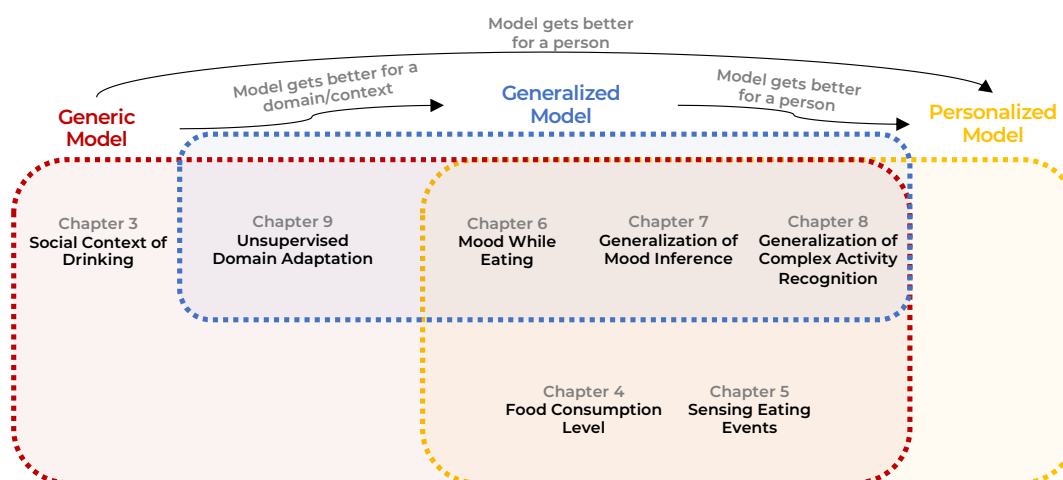 Model gets better
for a person
Model gets better for a
domain/context
Model gets better
for a person
Generic
Model
Generalized
Model
Personalized
Model
Chapter 3
Social Context of
Drinking
Chapter 9
Unsupervised
Domain Adaptation
Chapter 6
Mood While
Eating
Chapter 7
Generalization of
Mood Inference
Chapter 8
Generalization of
Complex Activity
Recognition
Chapter 4
Food Consumption
Level
Chapter 5
Sensing Eating
Events